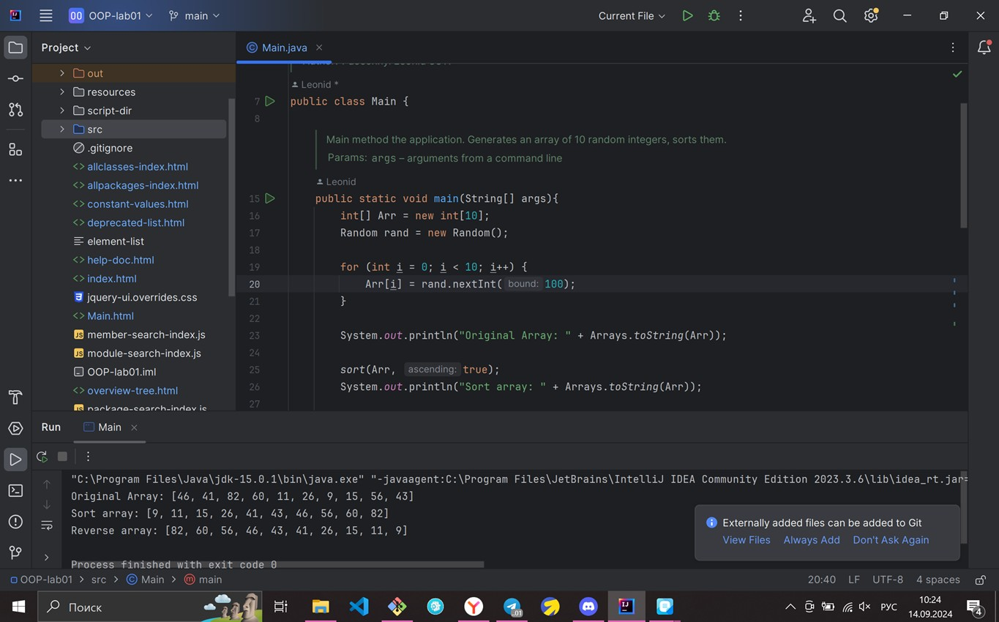 OO OOP-lab01 main Current File
Project
Main.java
out
resources
script-dir
src
.gitignore
allclasses-index.html
allpackages-index.html
constant-values.html
deprecated-list.html
element-list
help-doc.html
index.html
jquery-ui.overrides.css
Main.html
member-search-index.js
module-search-index.js
OOP-lab01.iml
overview-tree.html
package-search-index.js
Leonid *
7 public class Main {
8
Main method the application. Generates an array of 10 random integers, sorts them.
Params: args – arguments from a command line
Leonid
15 public static void main(String[] args){
16 int[] Arr = new int[10];
17 Random rand = new Random();
18
19 for (int i = 0; i < 10; i++) {
20 Arr[i] = rand.nextInt( bound: 100);
21 }
22
23 System.out.println("Original Array: " + Arrays.toString(Arr));
24
25 sort(Arr, ascending: true);
26 System.out.println("Sort array: " + Arrays.toString(Arr));
27
Run Main
"C:\Program Files\Java\jdk-15.0.1\bin\java.exe" "-javaagent:C:\Program Files\JetBrains\IntelliJ IDEA Community Edition 2023.3.6\lib\idea_rt.jar=
Original Array: [46, 41, 82, 60, 11, 26, 9, 15, 56, 43]
Sort array: [9, 11, 15, 26, 41, 43, 46, 56, 60, 82]
Reverse array: [82, 60, 56, 46, 43, 41, 26, 15, 11, 9]
Process finished with exit code 0
Externally added files can be added to Git
View Files Always Add Don't Ask Again
OOP-lab01 > src > Main > main
20:40 LF UTF-8 4 spaces
Поиск
.01
РУС
10:24
14.09.2024
4